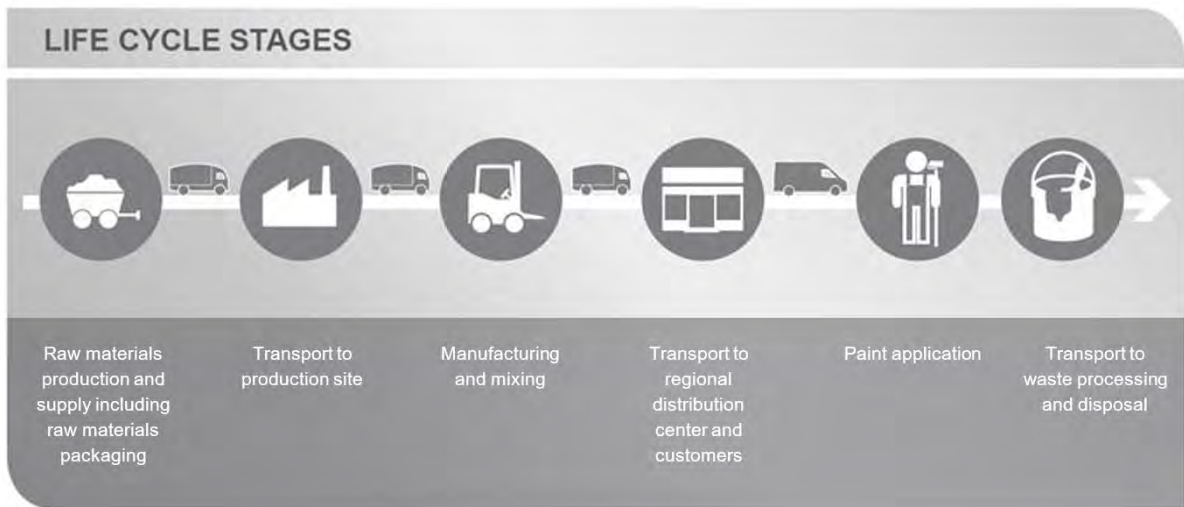 LIFE CYCLE STAGES
Raw materials
production and
supply including
raw materials
packaging
Transport to
production site
Manufacturing
and mixing
Transport to
regional
distribution
center and
customers
Paint application
Transport to
waste processing
and disposal